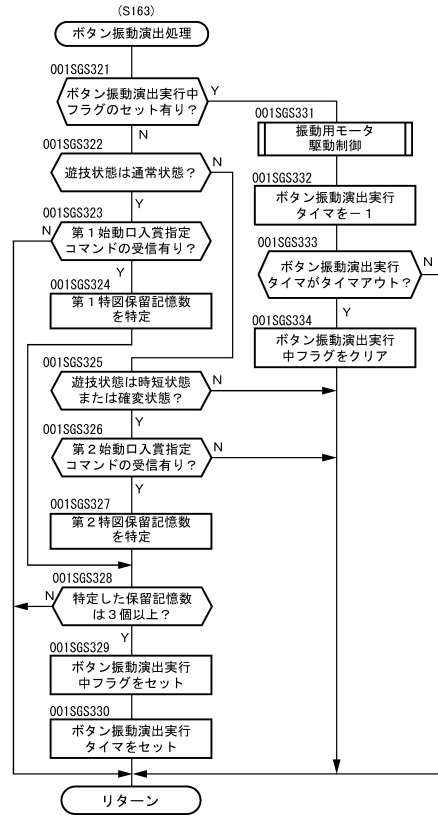 (S163)
ボタン振動演出処理
001SGS321
ボタン振動演出実行中
フラグのセット有り？
Y
N
001SGS322
遊技状態は通常状態？
N
Y
001SGS323
第１始動口入賞指定
コマンドの受信有り？
N
Y
001SGS324
第１特図保留記憶数
を特定
001SGS325
遊技状態は時短状態
または確変状態？
N
Y
001SGS326
第２始動口入賞指定
コマンドの受信有り？
N
Y
001SGS327
第２特図保留記憶数
を特定
001SGS328
特定した保留記憶数
は３個以上？
N
Y
001SGS329
ボタン振動演出実行
中フラグをセット
001SGS330
ボタン振動演出実行
タイマをセット
リターン
001SGS331
振動用モータ
駆動制御
001SGS332
ボタン振動演出実行
タイマを－１
001SGS333
ボタン振動演出実行
タイマがタイマアウト？
N
Y
001SGS334
ボタン振動演出実行
中フラグをクリア